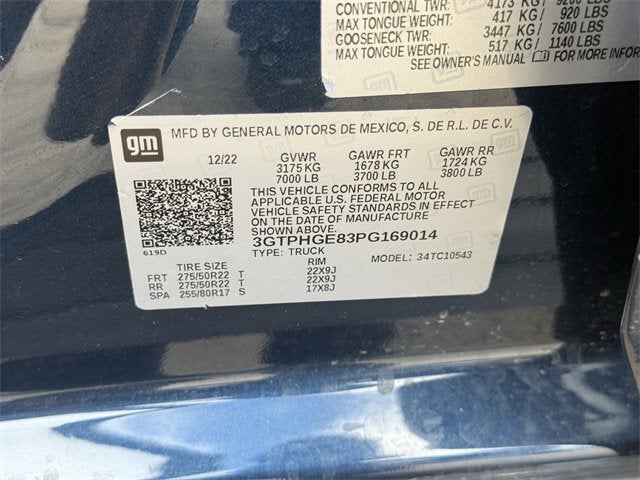 CONVENTIONAL TWR: 4173 KG/ 9200 LBS
MAX TONGUE WEIGHT: 417 KG/ 920 LBS
GOOSENECK TWR: 3447 KG/ 7600 LBS
MAX TONGUE WEIGHT: 517 KG/ 1140 LBS
SEE OWNER'S MANUAL FOR MORE INFOR
gm MFD BY GENERAL MOTORS DE MEXICO, S. DE R.L. DE C.V.
12/22 GVWR GAWR FRT GAWR RR
3175 KG 1678 KG 1724 KG
7000 LB 3700 LB 3800 LB
THIS VEHICLE CONFORMS TO ALL
APPLICABLE U.S. FEDERAL MOTOR
VEHICLE SAFETY STANDARDS IN EFFECT
ON THE DATE OF MANUFACTURE
SHOWN ABOVE.
3GTPHGE83PG169014
619D TYPE: TRUCK MODEL: 34TC10543
TIRE SIZE RIM
FRT 275/50R22 T 22X9J
RR 275/50R22 T 22X9J
SPA 255/80R17 S 17X8J